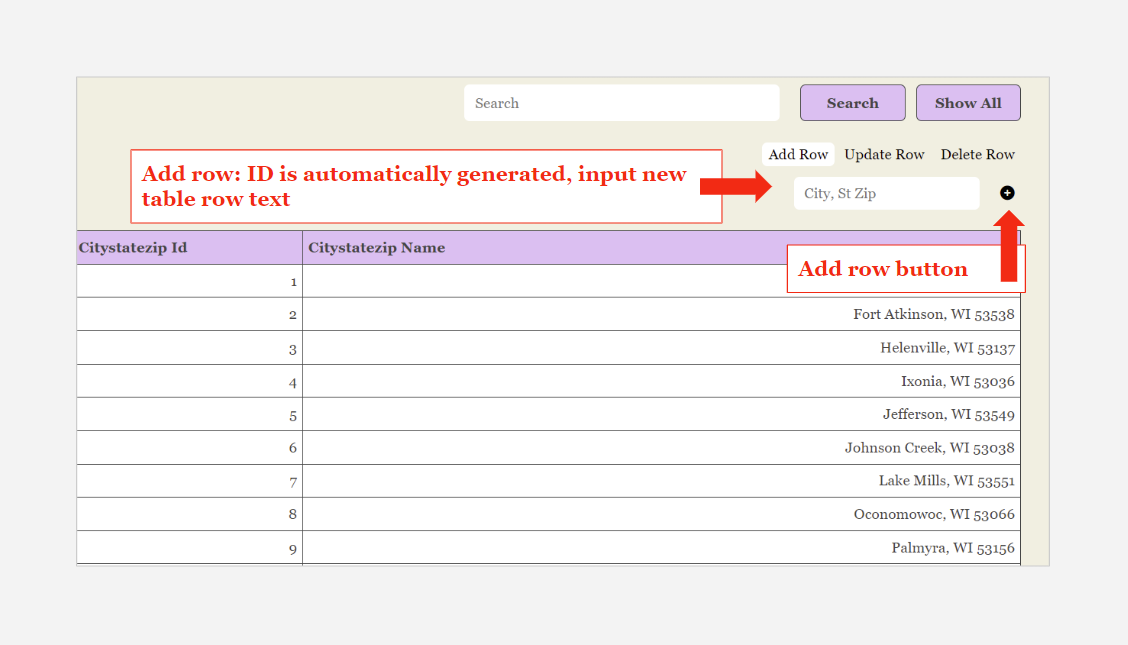 Search Search Show All
Add Row Update Row Delete Row
Add row: ID is automatically generated, input new
table row text
City, St Zip
Citystatezip Id Citystatezip Name
Add row button
1
2 Fort Atkinson, WI 53538
3 Helenville, WI 53137
4 Ixonia, WI 53036
5 Jefferson, WI 53549
6 Johnson Creek, WI 53038
7 Lake Mills, WI 53551
8 Oconomowoc, WI 53066
9 Palmyra, WI 53156